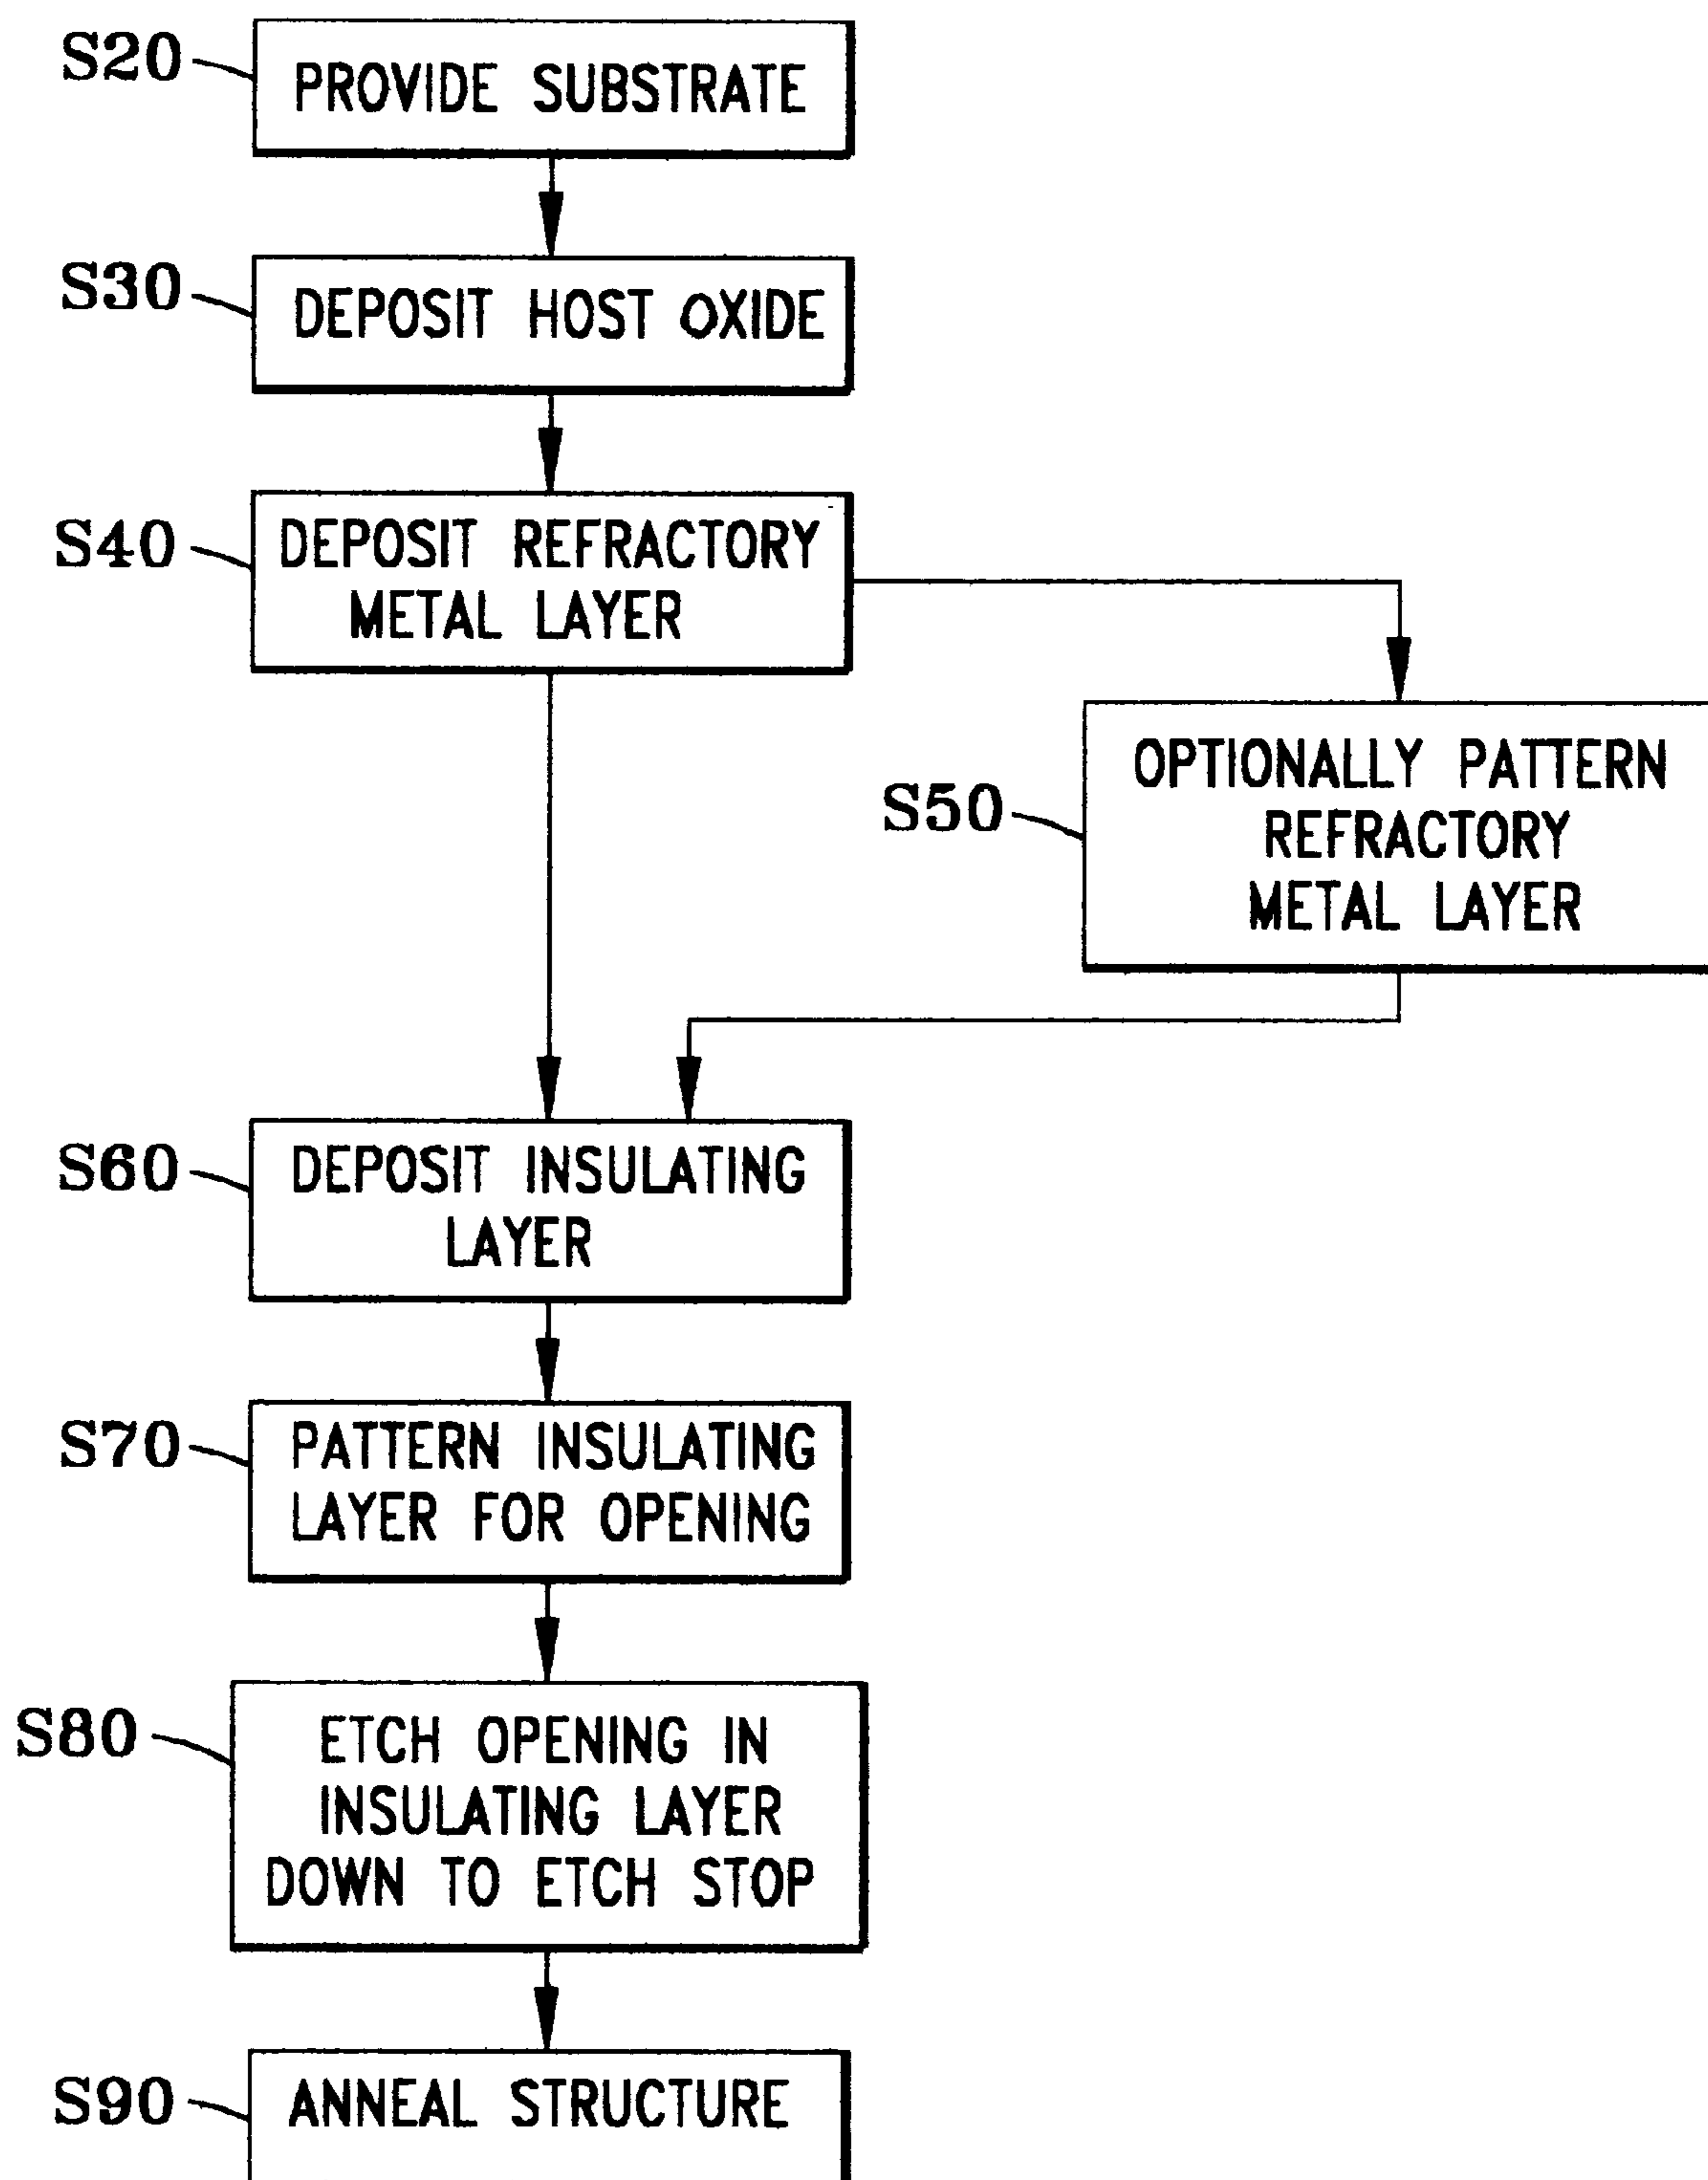 S20
PROVIDE SUBSTRATE
S30
DEPOSIT HOST OXIDE
S40
DEPOSIT REFRACTORY
METAL LAYER
S50
OPTIONALLY PATTERN
REFRACTORY
METAL LAYER
S60
DEPOSIT INSULATING
LAYER
S70
PATTERN INSULATING
LAYER FOR OPENING
S80
ETCH OPENING IN
INSULATING LAYER
DOWN TO ETCH STOP
S90
ANNEAL STRUCTURE